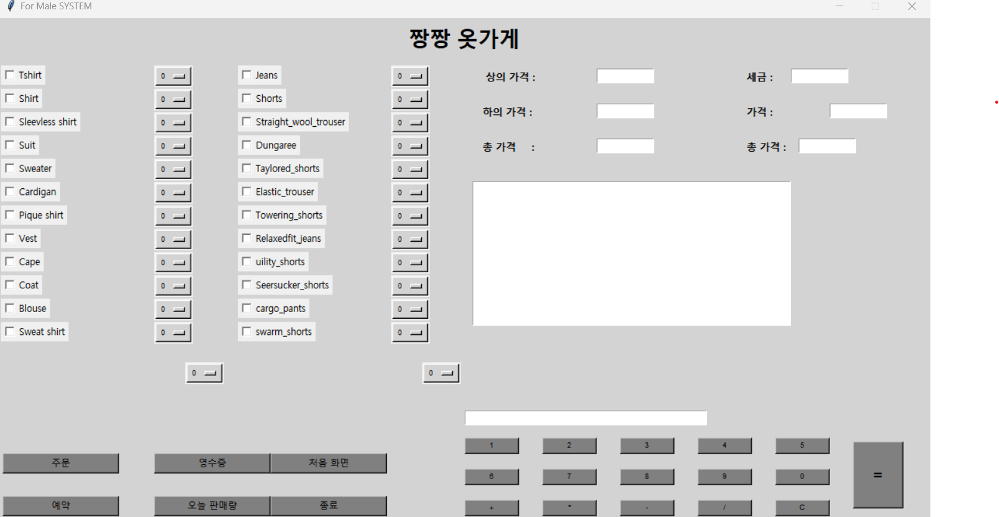 For Male SYSTEM
짱짱 옷가게
Tshirt 0 Jeans 0 상의 가격 : 세금 :
Shirt 0 Shorts 0
Sleevless shirt 0 Straight_wool_trouser 0 하의 가격 : 가격 :
Suit 0 Dungaree 0 총 가격 : 총 가격 :
Sweater 0 Taylored_shorts 0
Cardigan 0 Elastic_trouser 0
Pique shirt 0 Towering_shorts 0
Vest 0 Relaxedfit_jeans 0
Cape 0 uility_shorts 0
Coat 0 Seersucker_shorts 0
Blouse 0 cargo_pants 0
Sweat shirt 0 swarm_shorts 0
0 0
1 2 3 4 5
주문 영수증 처음 화면
6 7 8 9 0 =
예약 오늘 판매량 종료
+ * - / C